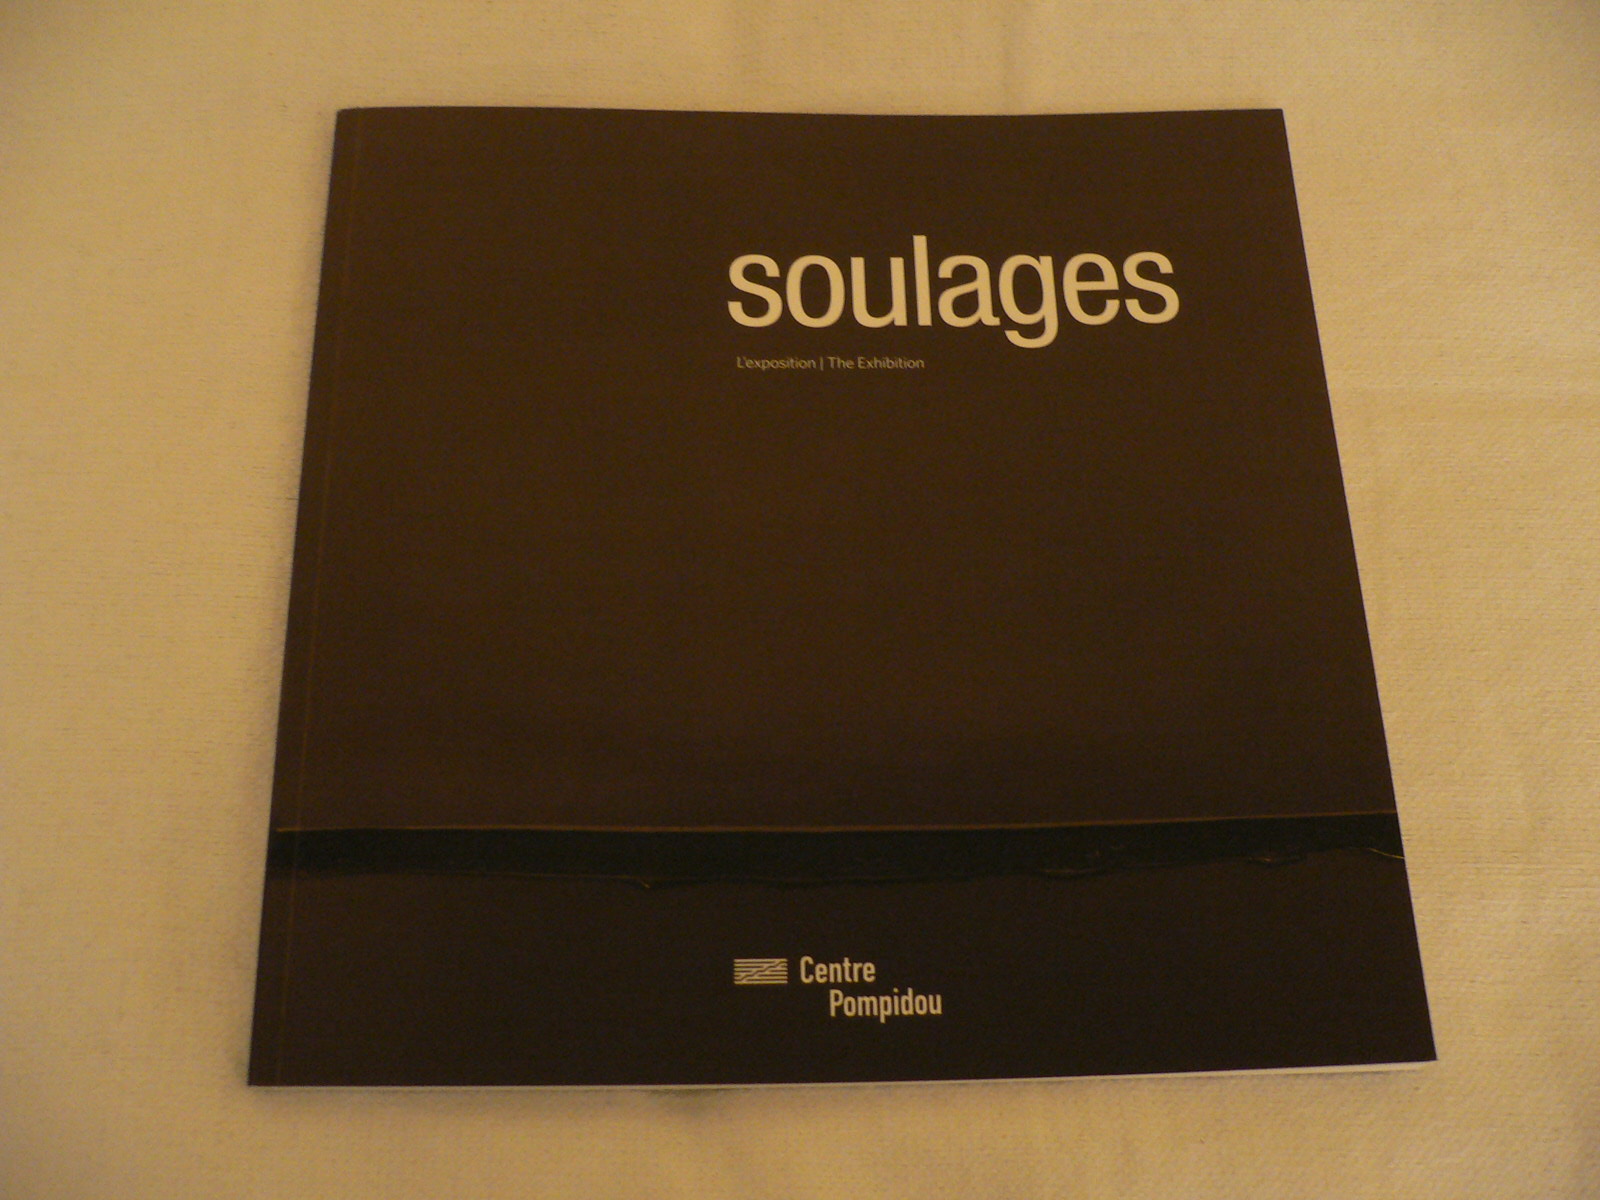 soulages
L'exposition | The Exhibition
Centre
Pompidou